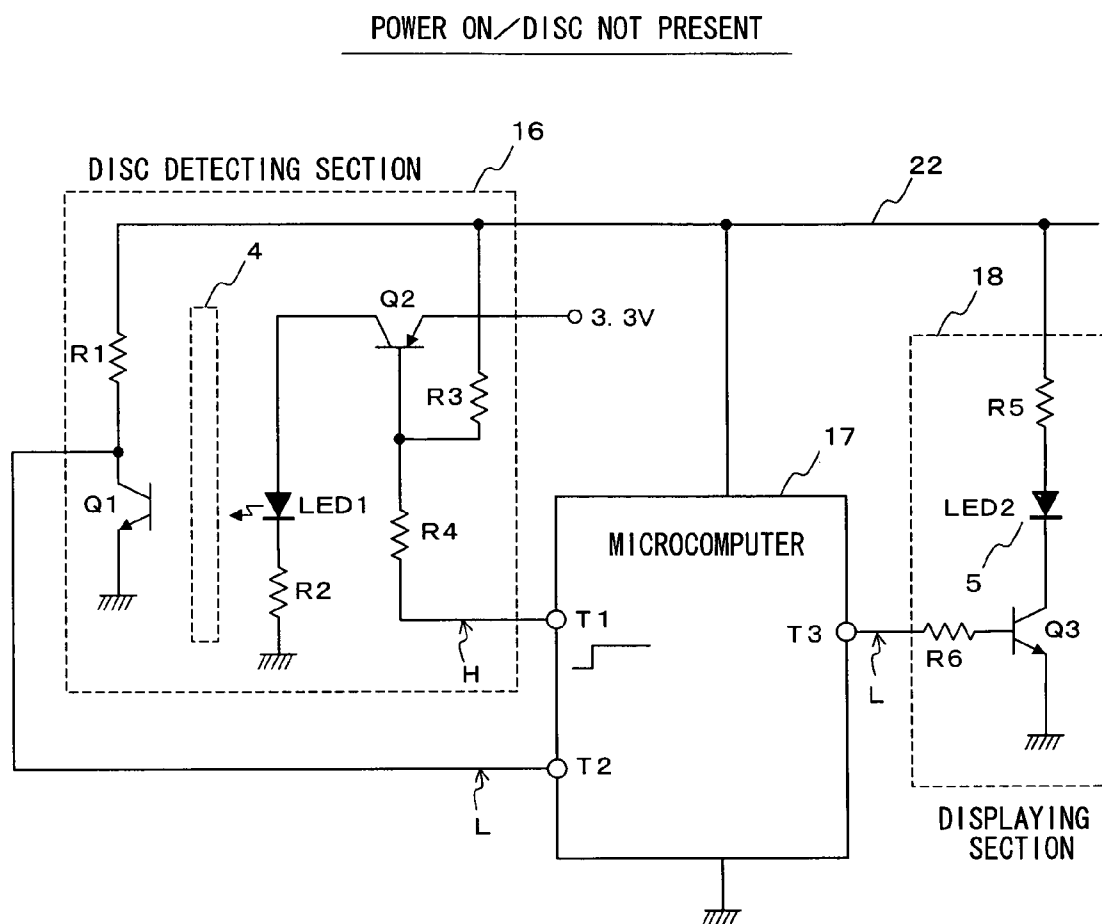 POWER ON/DISC NOT PRESENT
16
DISC DETECTING SECTION
22
4
18
Q2
3.3V
R1
R3
R5
17
Q1
LED1
R4
LED2
MICROCOMPUTER
5
R2
T1
T3
Q3
R6
H
L
T2
L
DISPLAYING
SECTION